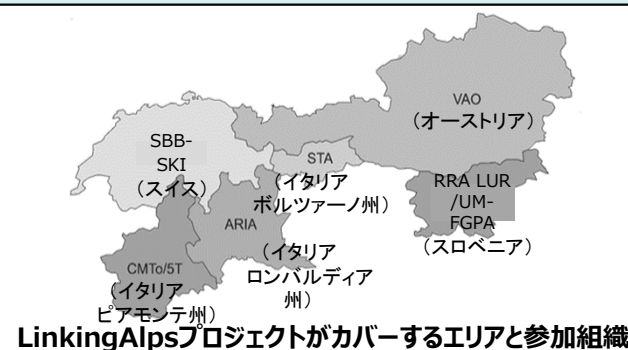 VAO
（オーストリア）
SBB-
SKI
（スイス）
STA
（イタリア
ボルツァーノ州）
RRA LUR
/UM-
FGPA
（スロベニア）
ARIA
（イタリア
ロンバルディア
州）
CMTo/5T
（イタリア
ピアモンテ州）
LinkingAlpsプロジェクトがカバーするエリアと参加組織